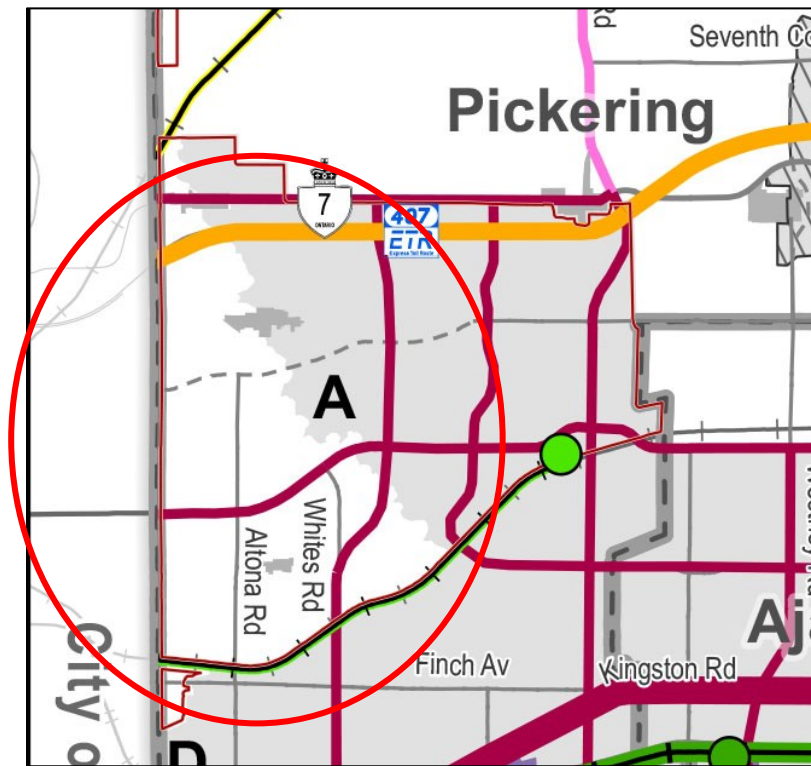 Rd
Seventh Co
Pickering
7
ONTARIO
407
ETR
Express Toll Route
A
Whites Rd
Altona Rd
Finch Av
Kingston Rd
Aj
City o
D